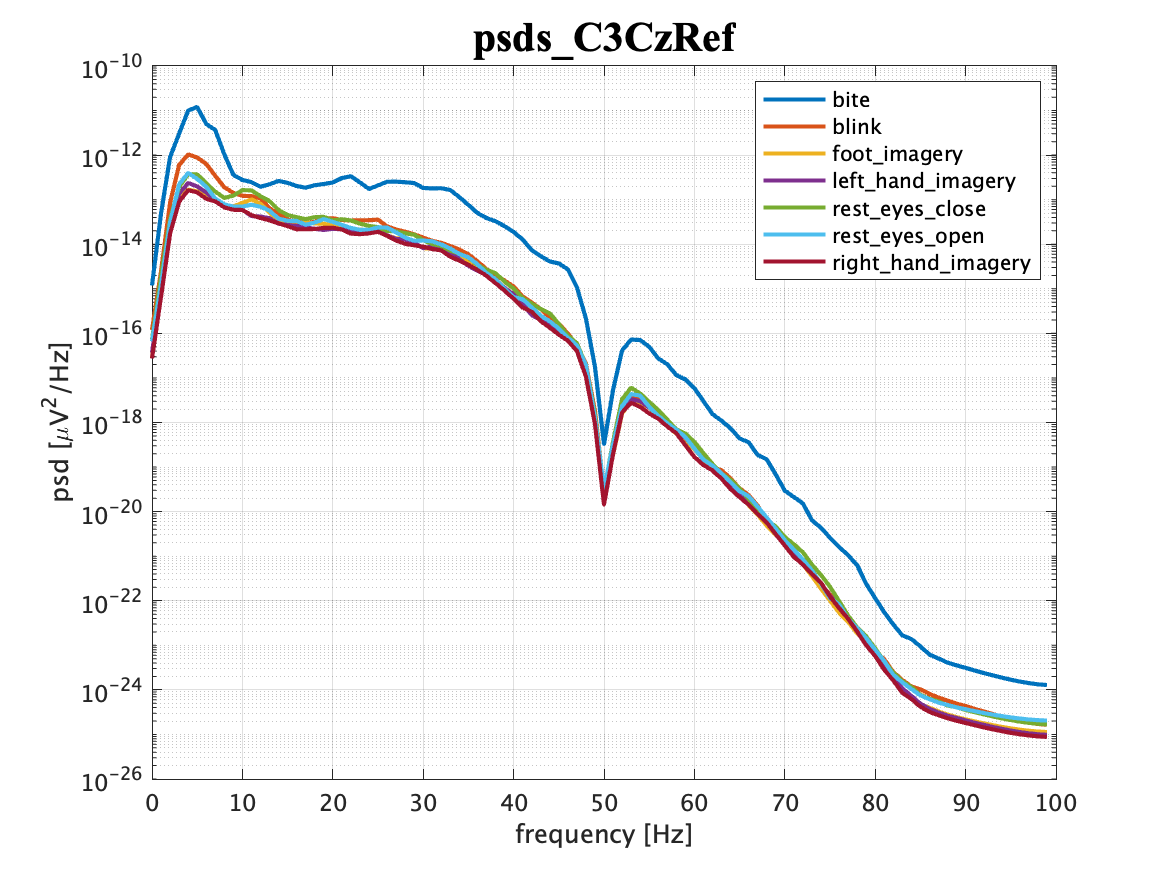 psds_C3CzRef
10^-10
10^-12
10^-14
10^-16
10^-18
10^-20
10^-22
10^-24
10^-26
psd [μV^2/Hz]
bite
blink
foot_imagery
left_hand_imagery
rest_eyes_close
rest_eyes_open
right_hand_imagery
0 10 20 30 40 50 60 70 80 90 100
frequency [Hz]